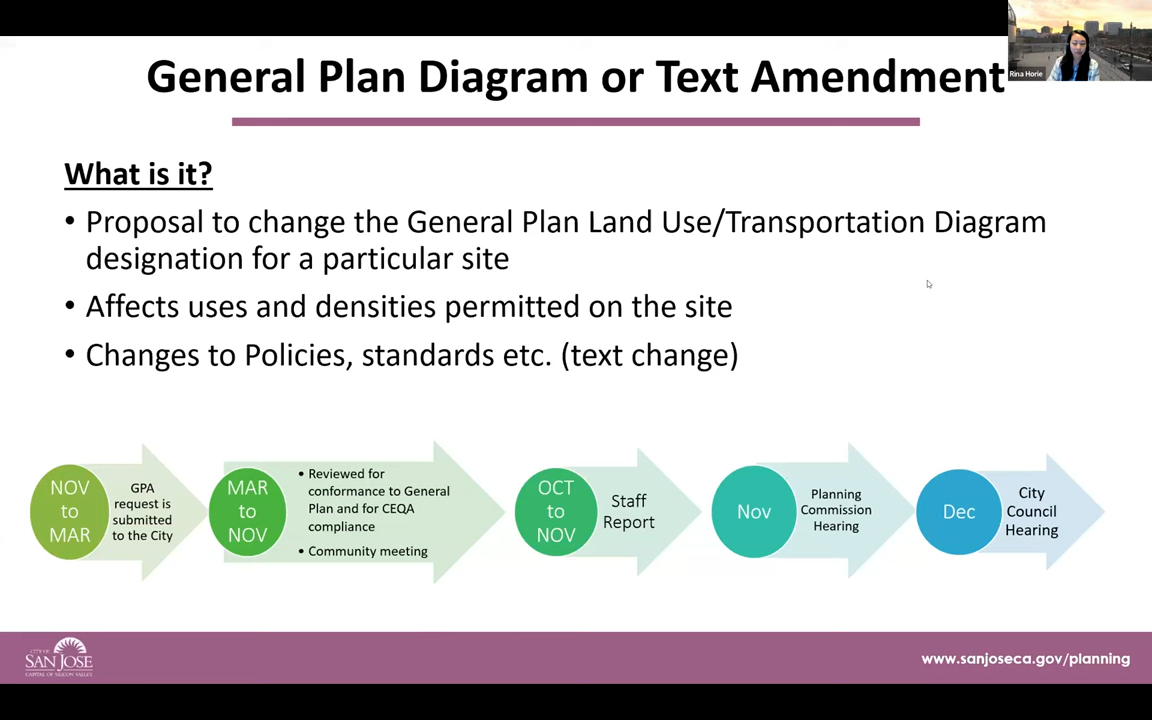 General Plan Diagram or Text Amendment
Rina Horie
What is it?
• Proposal to change the General Plan Land Use/Transportation Diagram
designation for a particular site
• Affects uses and densities permitted on the site
• Changes to Policies, standards etc. (text change)
NOV
to
MAR
GPA
request is
submitted
to the City
MAR
to
NOV
• Reviewed for
conformance to General
Plan and for CEQA
compliance
• Community meeting
OCT
to
NOV
Staff
Report
Nov
Planning
Commission
Hearing
Dec
City
Council
Hearing
CITY OF
SAN JOSE
CAPITAL OF SILICON VALLEY
www.sanjoseca.gov/planning